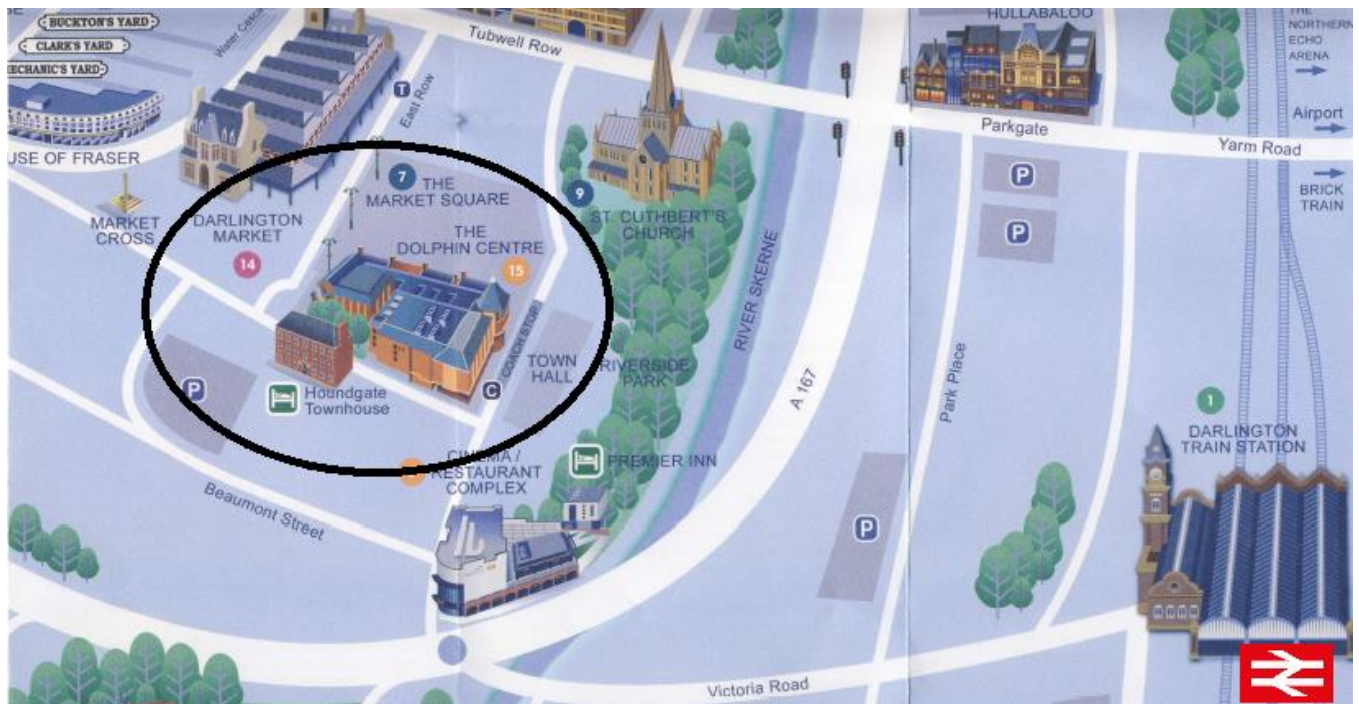 BUCKTON'S YARD
CLARK'S YARD
MECHANIC'S YARD
Tubwell Row
HULLABALOO
THE
NORTHERN
ECHO
ARENA
Airport
Parkgate
Yarm Road
BRICK
TRAIN
T
East Row
USE OF FRASER
MARKET
CROSS
DARLINGTON
MARKET
14
7
THE
MARKET SQUARE
9
ST. CUTHBERT'S
CHURCH
THE
DOLPHIN CENTRE
15
COACH STOP
C
TOWN
HALL
RIVERSIDE
PARK
RIVER SKERNE
A 167
Park Place
P
P
P
Houndgate
Townhouse
Beaumont Street
CINEMA /
RESTAURANT
COMPLEX
PREMIER INN
P
1
DARLINGTON
TRAIN STATION
Victoria Road